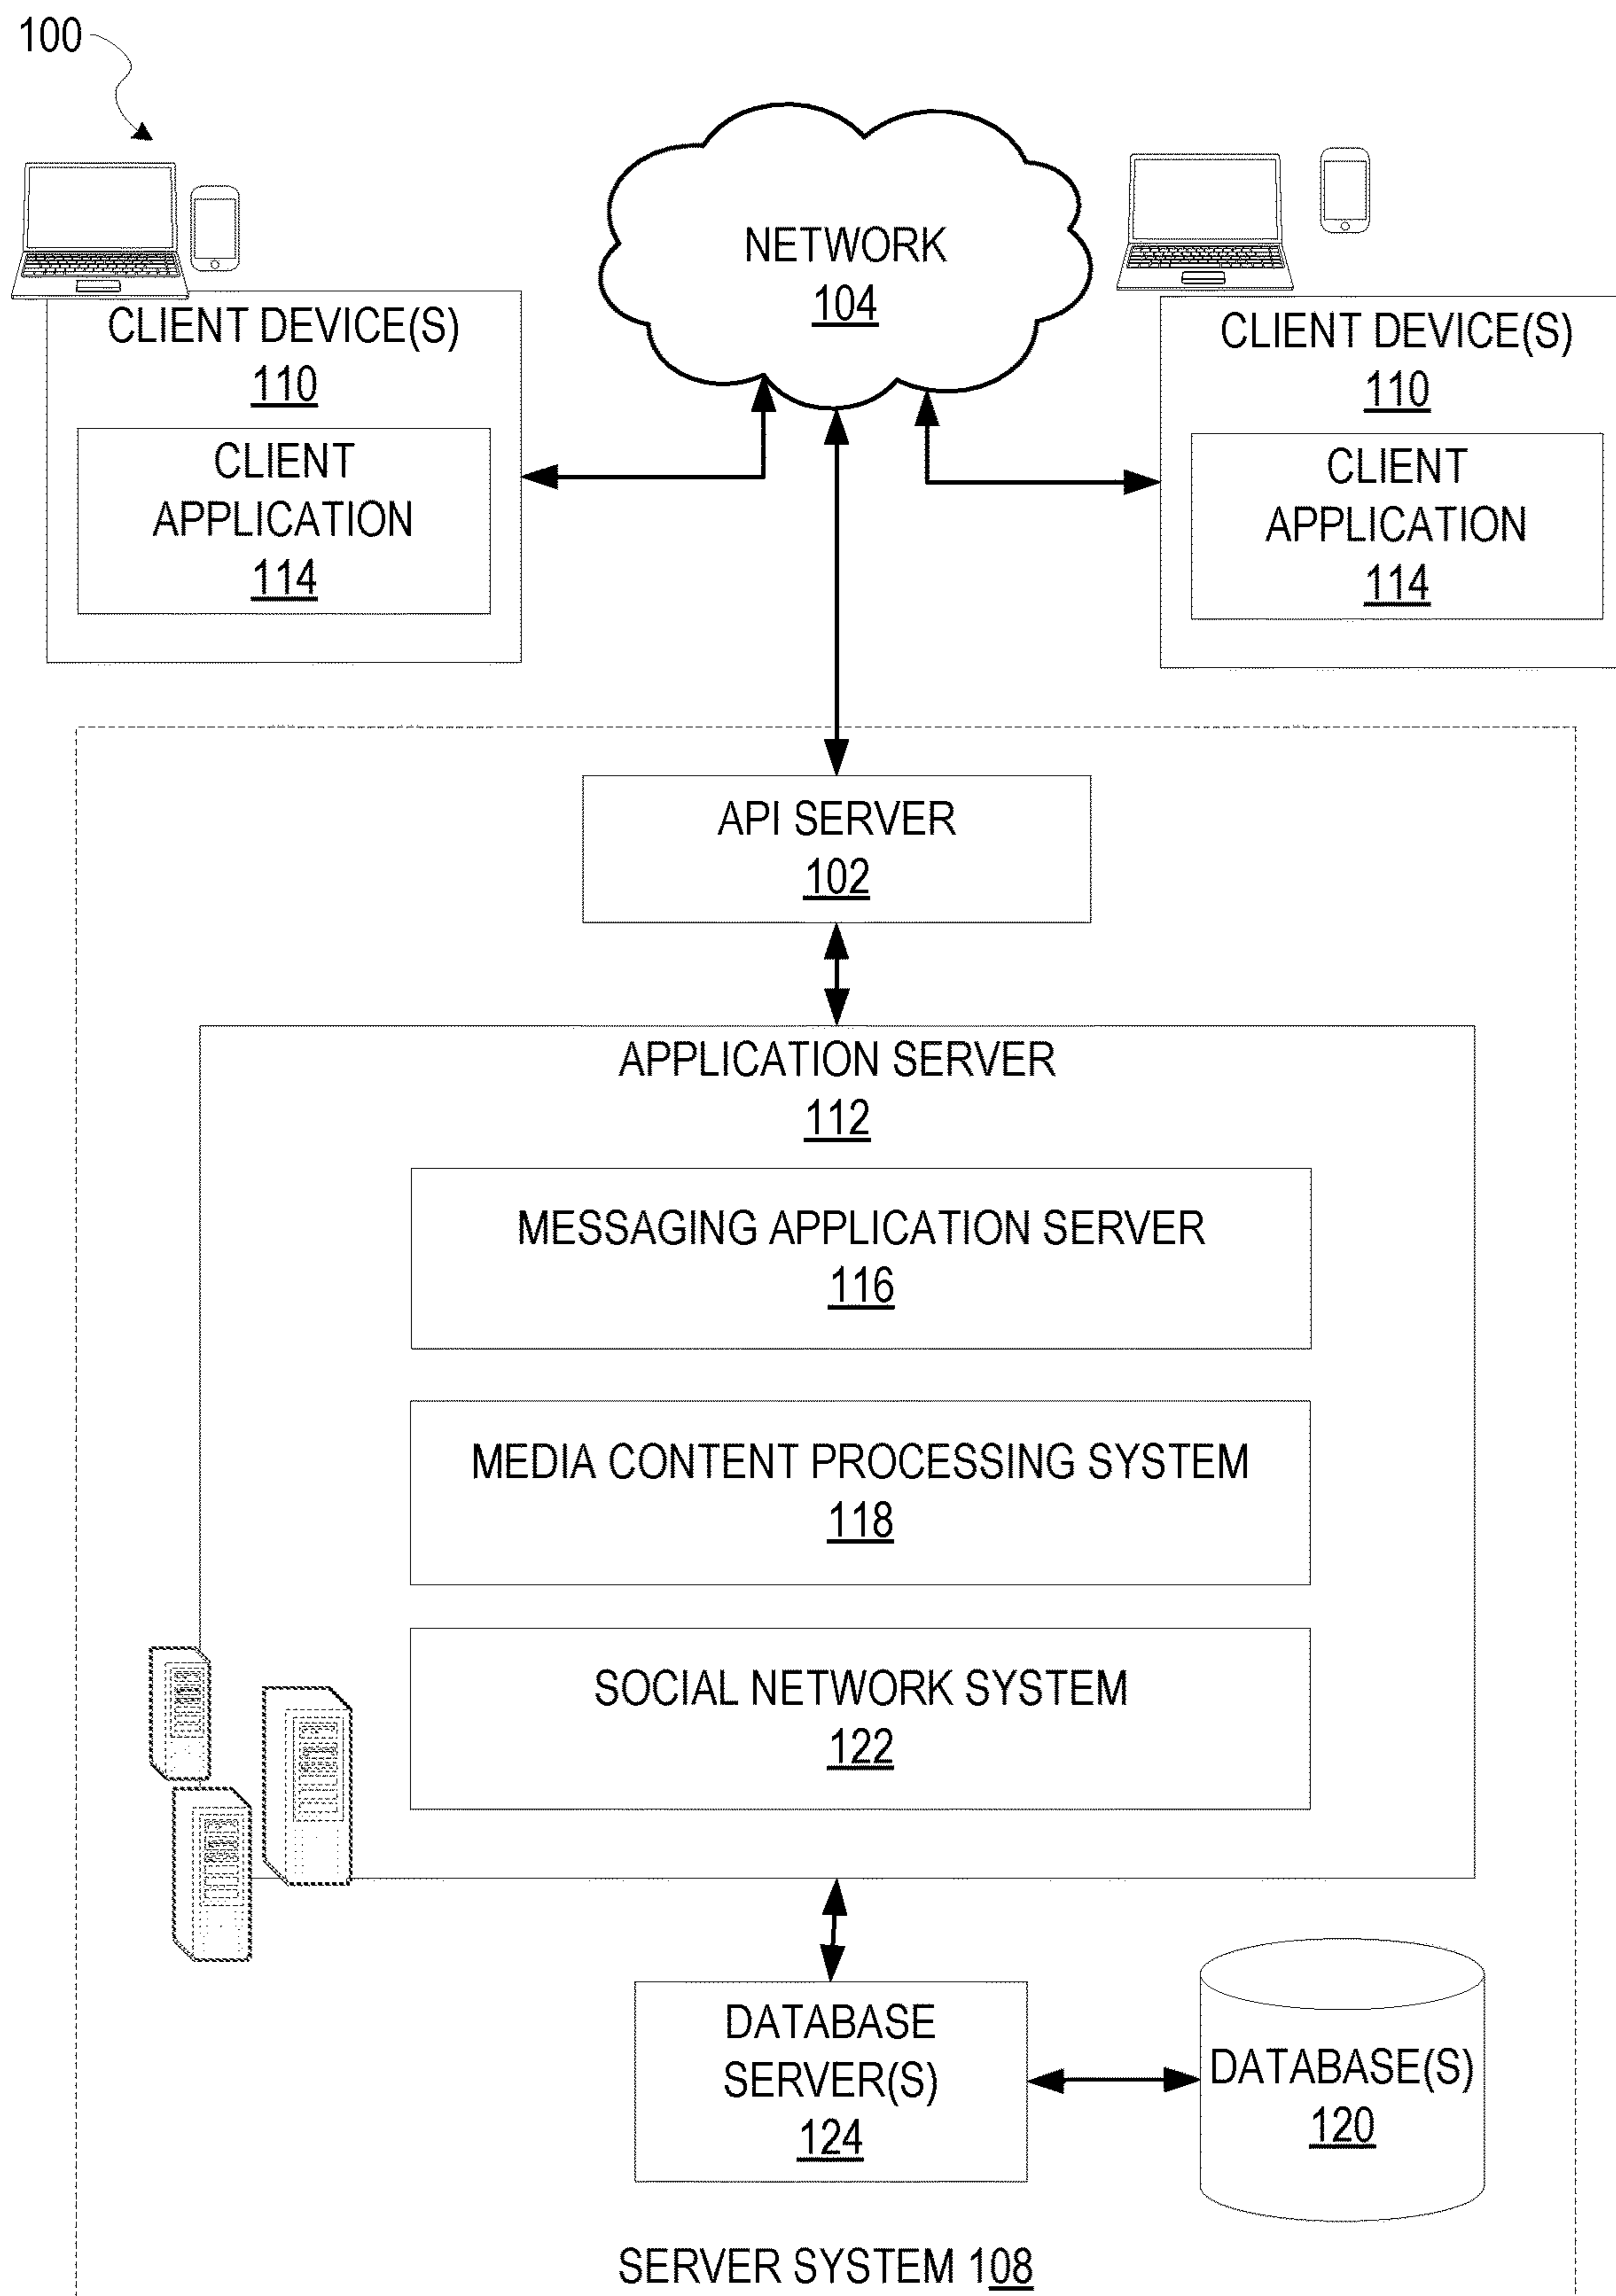 100
NETWORK
104
CLIENT DEVICE(S)
110
CLIENT
APPLICATION
114
CLIENT DEVICE(S)
110
CLIENT
APPLICATION
114
API SERVER
102
APPLICATION SERVER
112
MESSAGING APPLICATION SERVER
116
MEDIA CONTENT PROCESSING SYSTEM
118
SOCIAL NETWORK SYSTEM
122
DATABASE
SERVER(S)
124
DATABASE(S)
120
SERVER SYSTEM 108